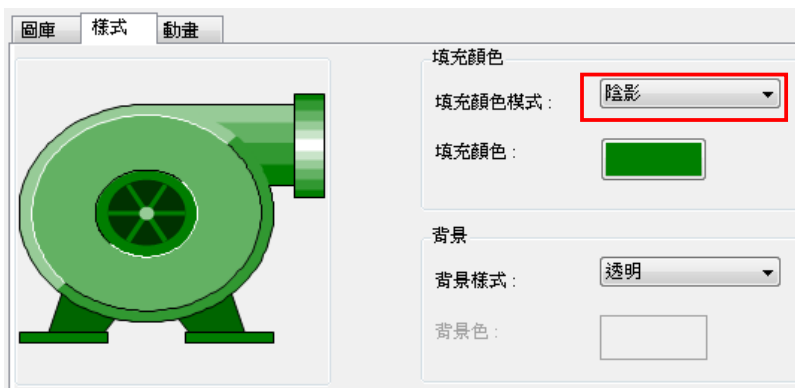 圖庫 樣式 動畫
填充顏色
填充顏色模式： 陰影
填充顏色：
背景
背景樣式： 透明
背景色：